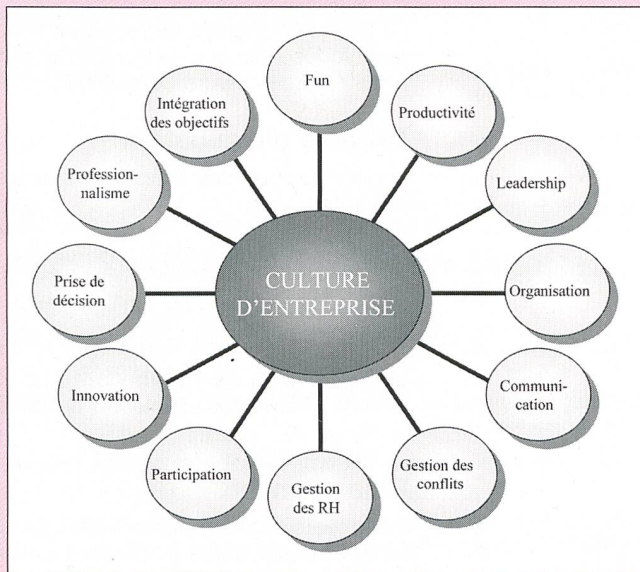 Fun
Productivité
Leadership
Organisation
Communi-
cation
Gestion des
conflits
Gestion
des RH
Participation
Innovation
Prise de
décision
Profession-
nalisme
Intégration
des objectifs
CULTURE
D'ENTREPRISE